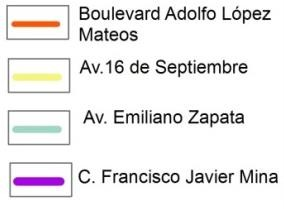 Boulevard Adolfo López
Mateos
Av.16 de Septiembre
Av. Emiliano Zapata
C. Francisco Javier Mina